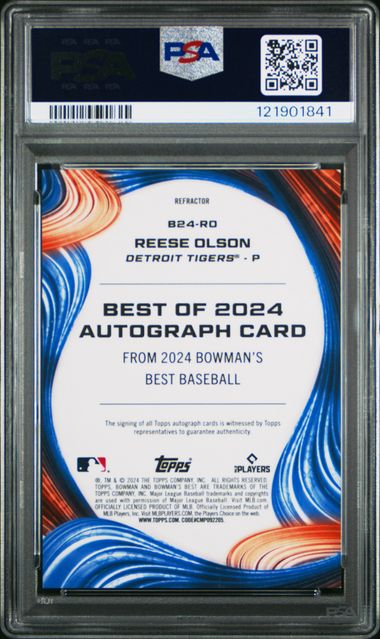 PSA
PSA
121901841
REFRACTOR
B24-RO
REESE OLSON
DETROIT TIGERS® - P
BEST OF 2024
AUTOGRAPH CARD
FROM 2024 BOWMAN'S
BEST BASEBALL
The signing of all Topps autograph cards is witnessed by Topps
representatives to guarantee authenticity.
Topps
PLAYERS
®, TM & © 2024 THE TOPPS COMPANY, INC. ALL RIGHTS RESERVED.
TOPPS, BOWMAN AND BOWMAN'S BEST ARE TRADEMARKS OF THE
TOPPS COMPANY, INC. Major League Baseball trademarks and copyrights
are used with permission of Major League Baseball. Visit MLB.com
OFFICIALLY LICENSED PRODUCT OF MLB. Officially Licensed Product of
MLB Players, Inc. Visit MLBPLAYERS.com, the Players Choice on the web.
WWW.TOPPS.COM. CODE#CMP092205.
PSA